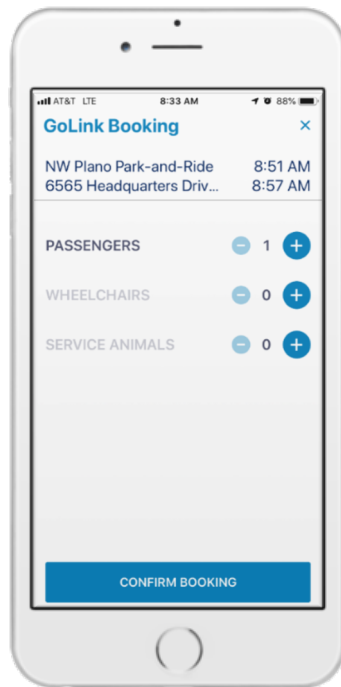 AT&T LTE 8:33 AM 88%
GoLink Booking ×
NW Plano Park-and-Ride 8:51 AM
6565 Headquarters Driv... 8:57 AM
PASSENGERS − 1 +
WHEELCHAIRS − 0 +
SERVICE ANIMALS − 0 +
CONFIRM BOOKING